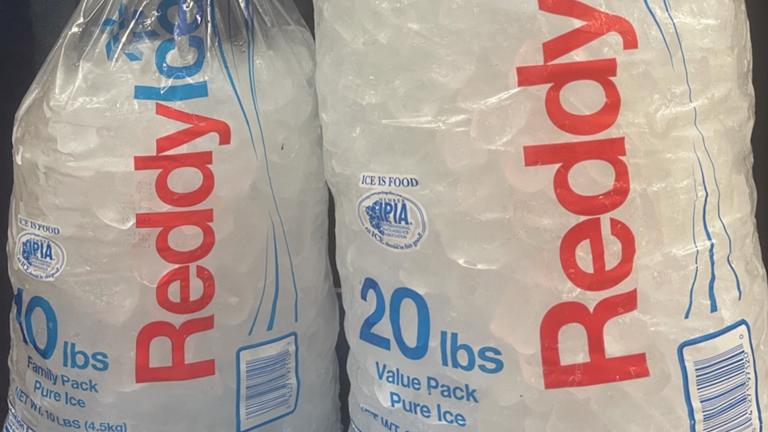 ReddyIce
ICE IS FOOD
IPIA
10 lbs
Family Pack
Pure Ice
NET WT. 10 LBS (4.5kg)
Reddy
ICE IS FOOD
MEMBER
IPIA
20 lbs
Value Pack
Pure Ice